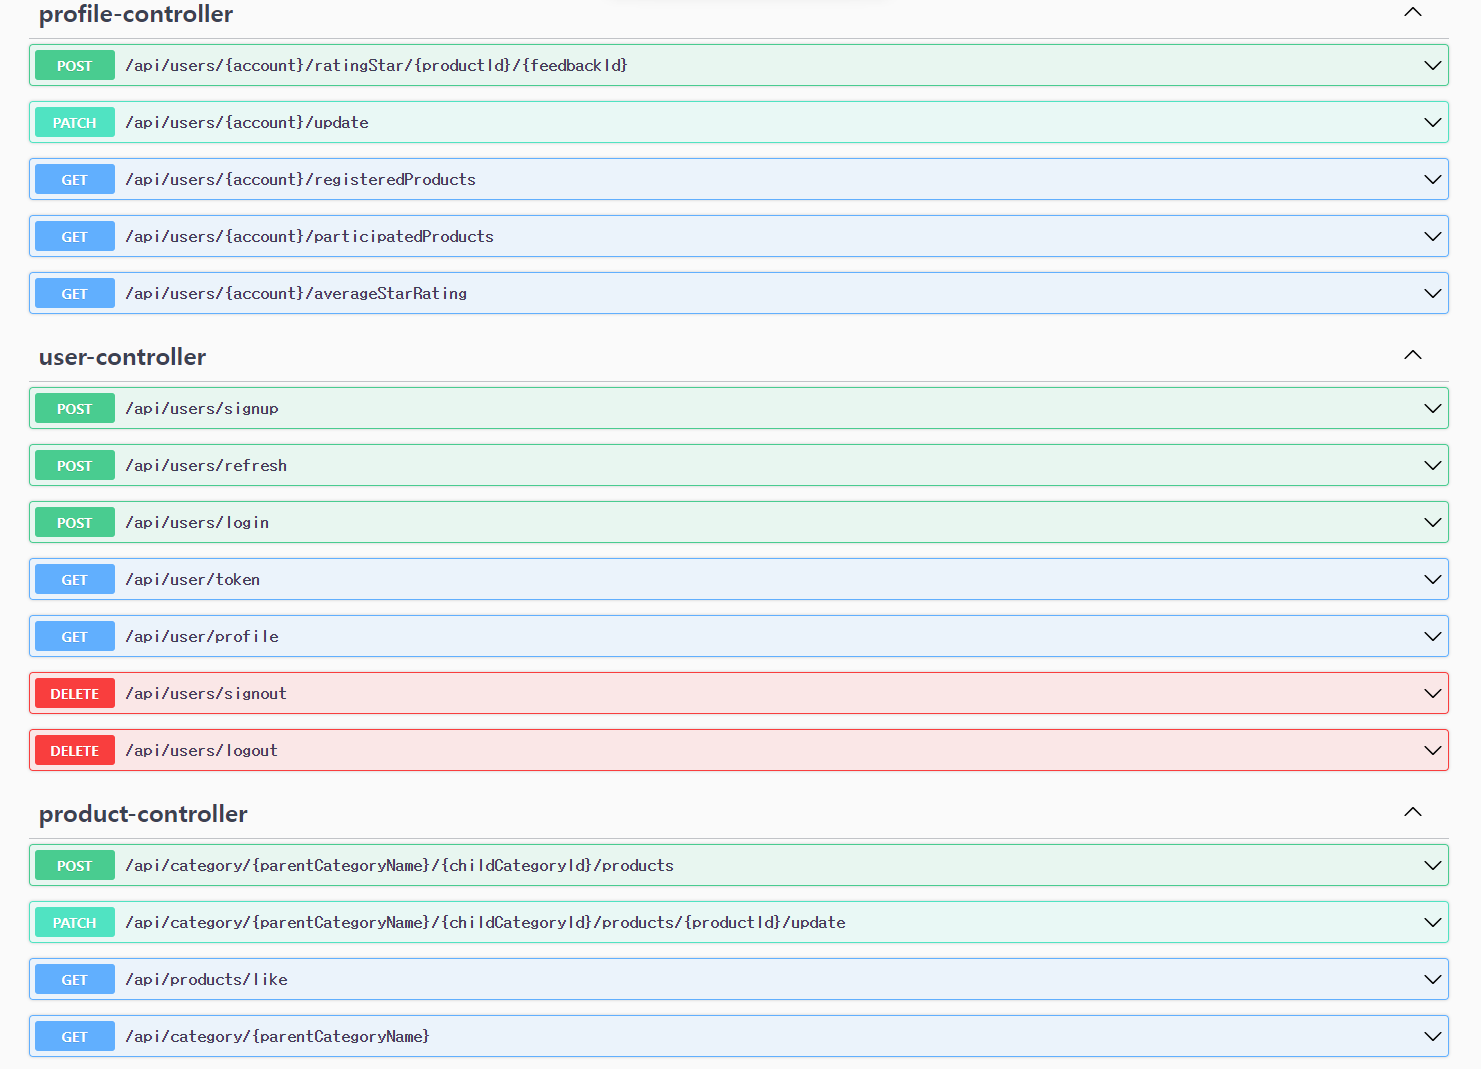 profile-controller
POST /api/users/{account}/ratingStar/{productId}/{feedbackId}
PATCH /api/users/{account}/update
GET /api/users/{account}/registeredProducts
GET /api/users/{account}/participatedProducts
GET /api/users/{account}/averageStarRating
user-controller
POST /api/users/signup
POST /api/users/refresh
POST /api/users/login
GET /api/user/token
GET /api/user/profile
DELETE /api/users/signout
DELETE /api/users/logout
product-controller
POST /api/category/{parentCategoryName}/{childCategoryId}/products
PATCH /api/category/{parentCategoryName}/{childCategoryId}/products/{productId}/update
GET /api/products/like
GET /api/category/{parentCategoryName}